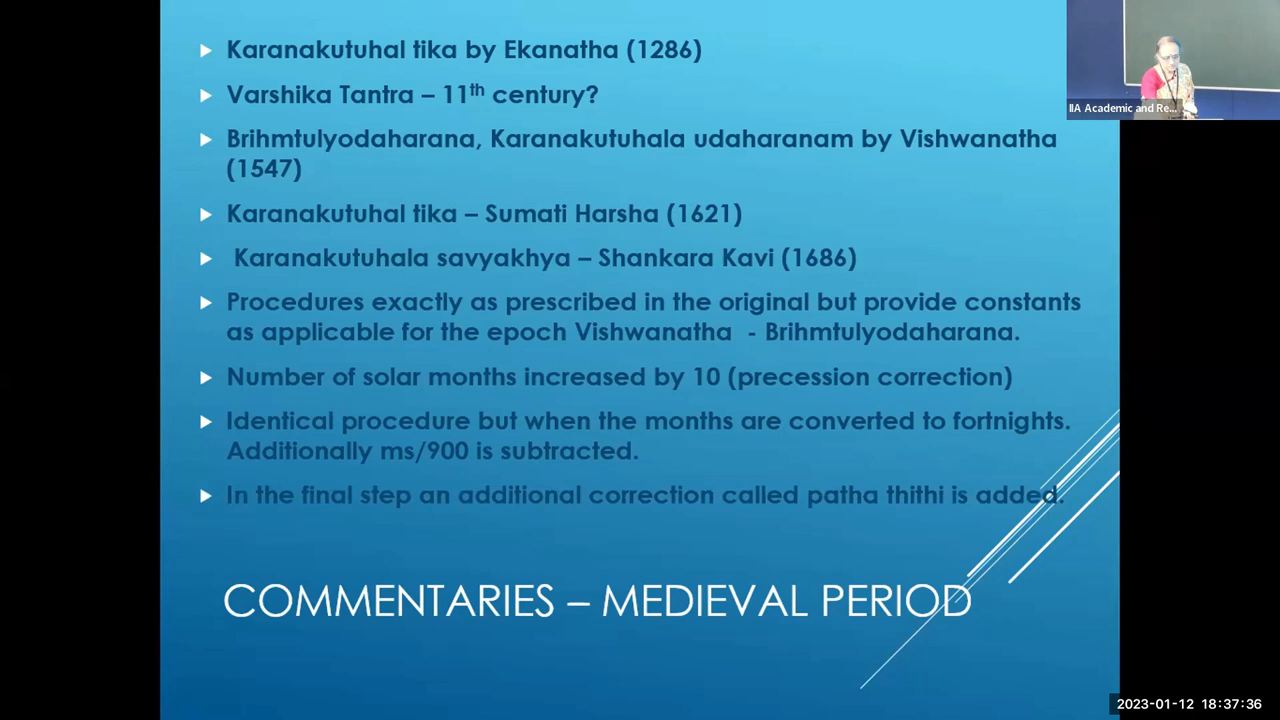 Karanakutuhal tika by Ekanatha (1286)
Varshika Tantra – 11th century?
Brihmtulyodaharana, Karanakutuhala udaharanam by Vishwanatha
(1547)
Karanakutuhal tika – Sumati Harsha (1621)
Karanakutuhala savyakhya – Shankara Kavi (1686)
Procedures exactly as prescribed in the original but provide constants
as applicable for the epoch Vishwanatha - Brihmtulyodaharana.
Number of solar months increased by 10 (precession correction)
Identical procedure but when the months are converted to fortnights.
Additionally ms/900 is subtracted.
In the final step an additional correction called patha thithi is added.
COMMENTARIES – MEDIEVAL PERIOD
IIA Academic and Re...
2023-01-12 18:37:36